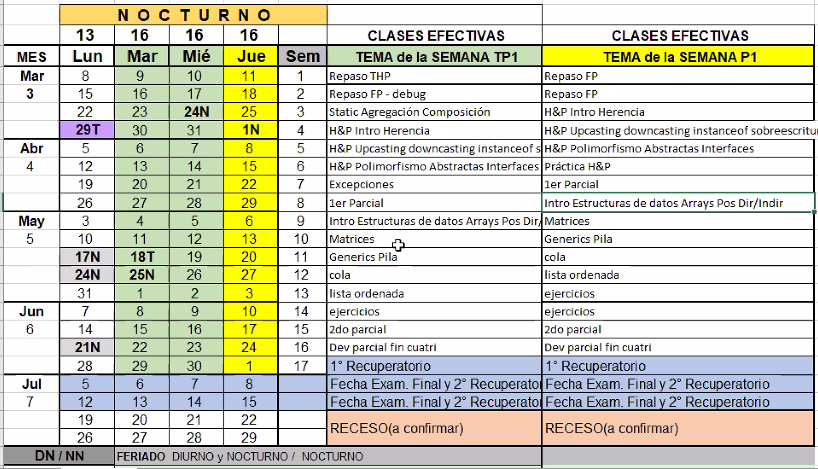 NOCTURNO
13 16 16 16 CLASES EFECTIVAS CLASES EFECTIVAS
MES Lun Mar Mié Jue Sem TEMA de la SEMANA TP1 TEMA de la SEMANA P1
Mar 8 9 10 11 1 Repaso THP Repaso FP
3 15 16 17 18 2 Repaso FP - debug Repaso FP
22 23 24N 25 3 Static Agregación Composición H&P Intro Herencia
29T 30 31 1N 4 H&P Intro Herencia H&P Upcasting downcasting instanceof sobreescritu
Abr 5 6 7 8 5 H&P Upcasting downcasting instanceof s H&P Polimorfismo Abstractas Interfaces
4 12 13 14 15 6 H&P Polimorfismo Abstractas Interfaces Práctica H&P
19 20 21 22 7 Excepciones 1er Parcial
26 27 28 29 8 1er Parcial Intro Estructuras de datos Arrays Pos Dir/Indir
May 3 4 5 6 9 Intro Estructuras de datos Arrays Pos Dir/ Matrices
5 10 11 12 13 10 Matrices Generics Pila
17N 18T 19 20 11 Generics Pila cola
24N 25N 26 27 12 cola lista ordenada
31 1 2 3 13 lista ordenada ejercicios
Jun 7 8 9 10 14 ejercicios ejercicios
6 14 15 16 17 15 2do parcial 2do parcial
21N 22 23 24 16 Dev parcial fin cuatri Dev parcial fin cuatri
28 29 30 1 17 1° Recuperatorio 1° Recuperatorio
Jul 5 6 7 8 Fecha Exam. Final y 2° Recuperator Fecha Exam. Final y 2° Recuperatorio
7 12 13 14 15 Fecha Exam. Final y 2° Recuperator Fecha Exam. Final y 2° Recuperatorio
19 20 21 22 RECESO(a confirmar) RECESO(a confirmar)
26 27 28 29
DN / NN FERIADO DIURNO y NOCTURNO / NOCTURNO